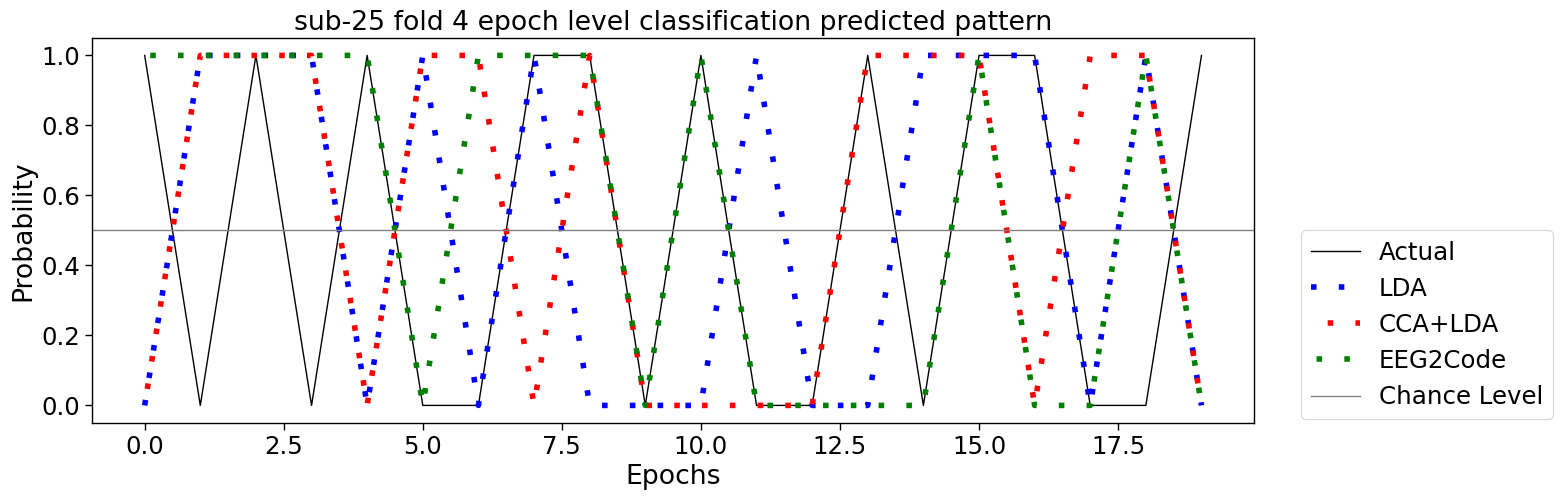 sub-25 fold 4 epoch level classification predicted pattern
Probability
1.0
0.8
0.6
0.4
0.2
0.0
0.0
2.5
5.0
7.5
10.0
12.5
15.0
17.5
Epochs
Actual
LDA
CCA+LDA
EEG2Code
Chance Level